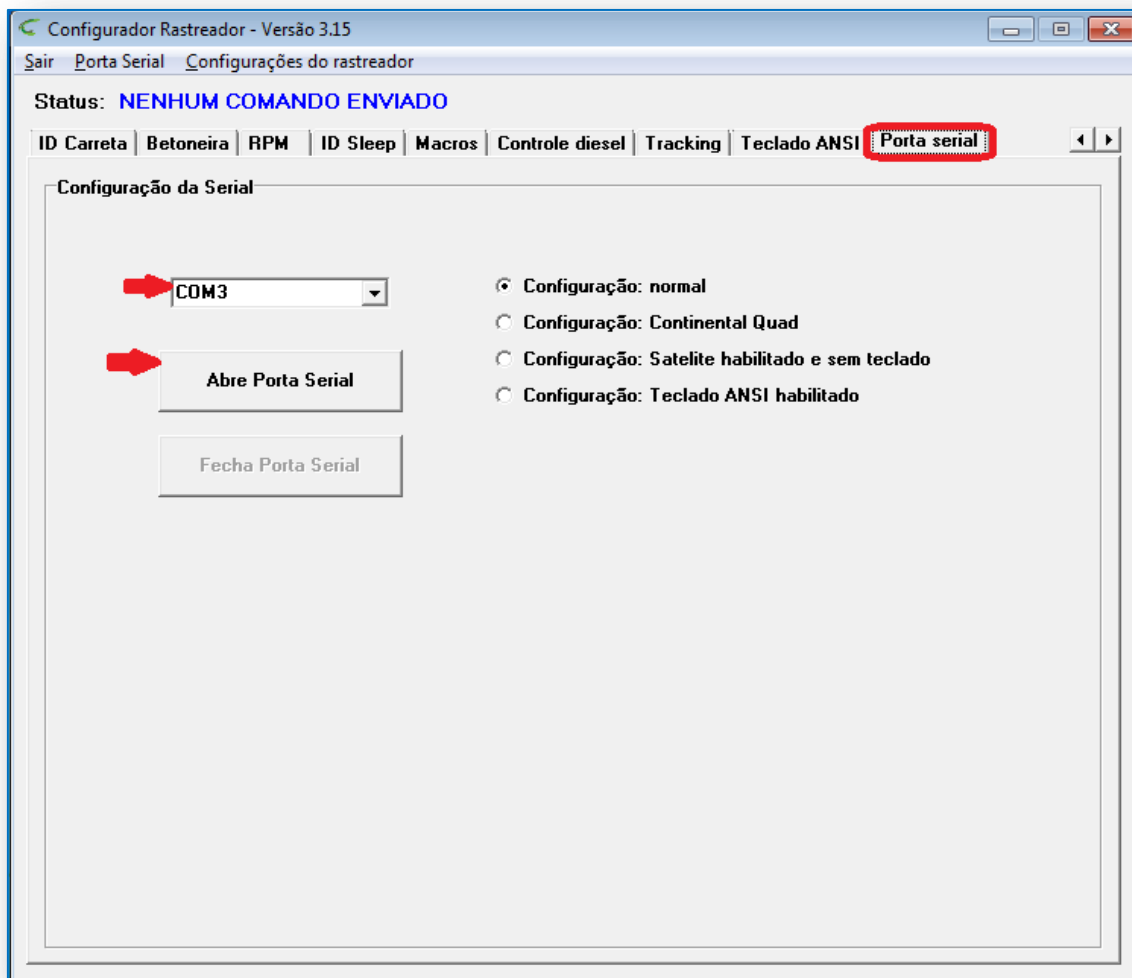 Configurador Rastreador - Versão 3.15
Sair Porta Serial Configurações do rastreador
Status: NENHUM COMANDO ENVIADO
ID Carreta Betoneira RPM ID Sleep Macros Controle diesel Tracking Teclado ANSI Porta serial
Configuração da Serial
COM3
Configuração: normal
Configuração: Continental Quad
Abre Porta Serial
Configuração: Satelite habilitado e sem teclado
Configuração: Teclado ANSI habilitado
Fecha Porta Serial